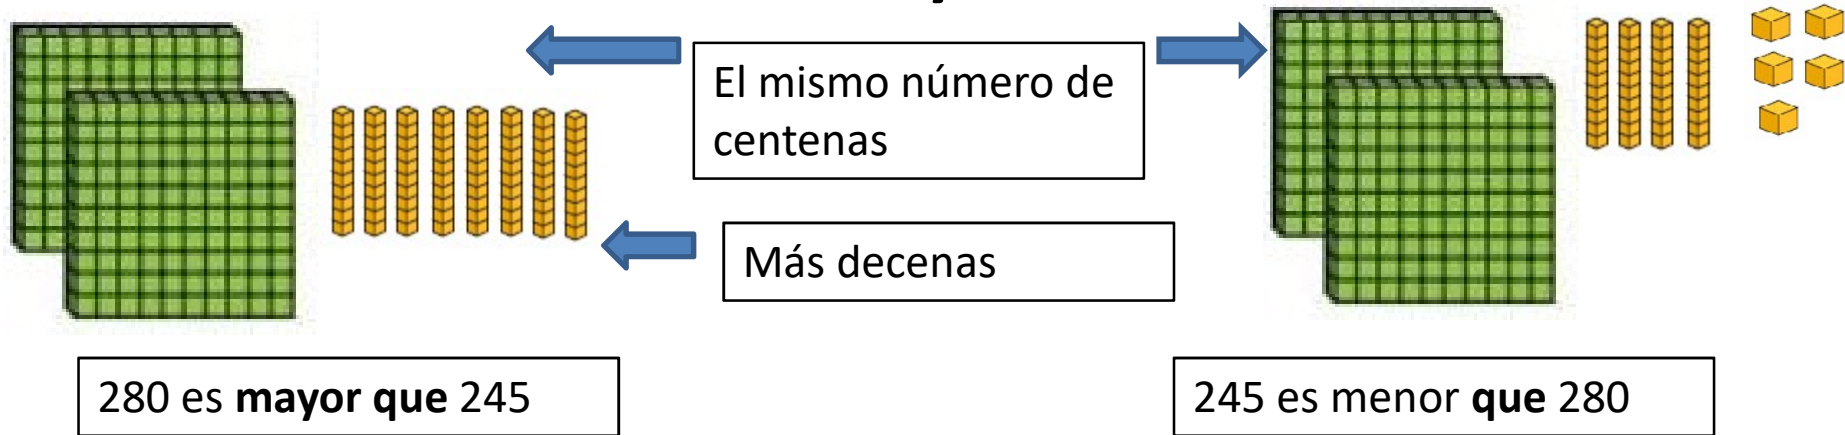 El mismo número de
centenas
Más decenas
280 es mayor que 245
245 es menor que 280